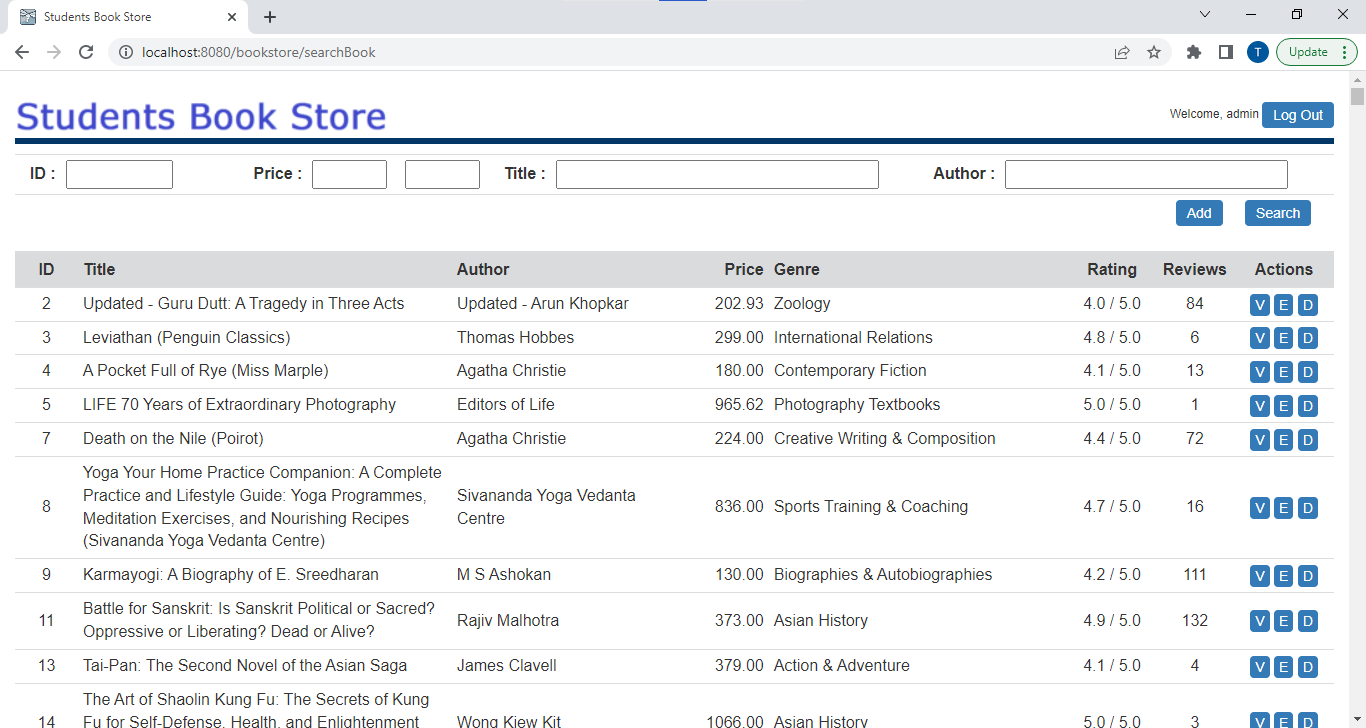 Students Book Store
localhost:8080/bookstore/searchBook
T
Update
Students Book Store
Welcome, admin Log Out
ID : Price : Title : Author :
Add Search
ID Title Author Price Genre Rating Reviews Actions
2 Updated - Guru Dutt: A Tragedy in Three Acts Updated - Arun Khopkar 202.93 Zoology 4.0 / 5.0 84 V E D
3 Leviathan (Penguin Classics) Thomas Hobbes 299.00 International Relations 4.8 / 5.0 6 V E D
4 A Pocket Full of Rye (Miss Marple) Agatha Christie 180.00 Contemporary Fiction 4.1 / 5.0 13 V E D
5 LIFE 70 Years of Extraordinary Photography Editors of Life 965.62 Photography Textbooks 5.0 / 5.0 1 V E D
7 Death on the Nile (Poirot) Agatha Christie 224.00 Creative Writing & Composition 4.4 / 5.0 72 V E D
Yoga Your Home Practice Companion: A Complete
Practice and Lifestyle Guide: Yoga Programmes,
Meditation Exercises, and Nourishing Recipes
(Sivananda Yoga Vedanta Centre)
8 Sivananda Yoga Vedanta
Centre
836.00 Sports Training & Coaching 4.7 / 5.0 16 V E D
9 Karmayogi: A Biography of E. Sreedharan M S Ashokan 130.00 Biographies & Autobiographies 4.2 / 5.0 111 V E D
Battle for Sanskrit: Is Sanskrit Political or Sacred?
Oppressive or Liberating? Dead or Alive?
11 Rajiv Malhotra 373.00 Asian History 4.9 / 5.0 132 V E D
13 Tai-Pan: The Second Novel of the Asian Saga James Clavell 379.00 Action & Adventure 4.1 / 5.0 4 V E D
The Art of Shaolin Kung Fu: The Secrets of Kung
14 Fu for Self-Defense, Health, and Enlightenment Wong Kiew Kit 1066.00 Asian History 5.0 / 5.0 3 V E D